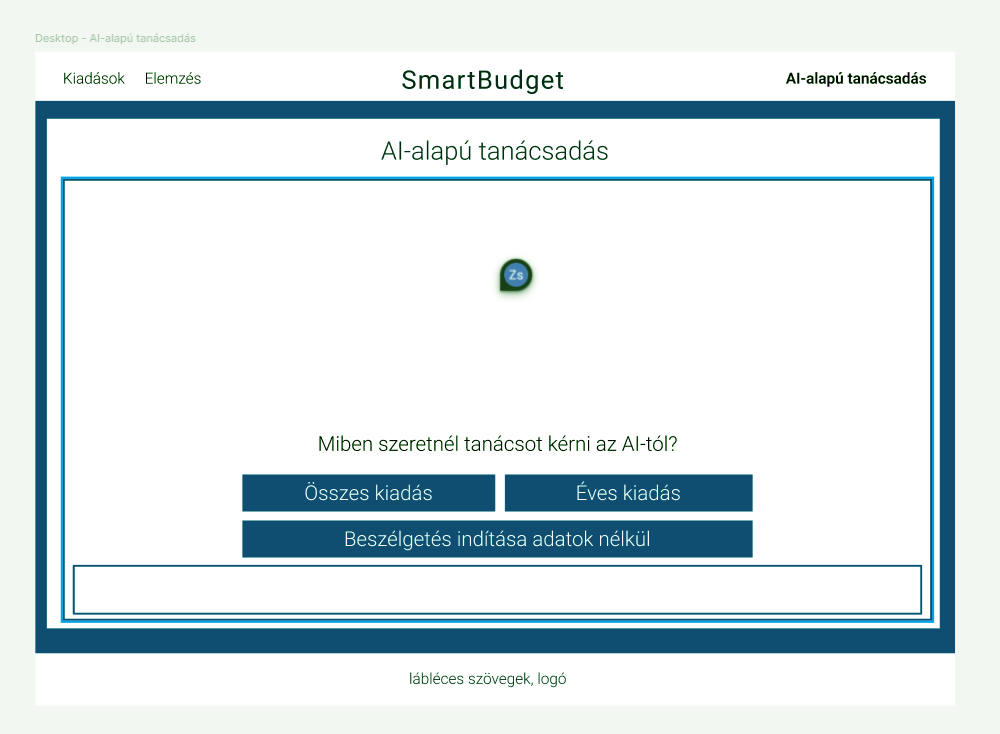 Desktop - AI-alapú tanácsadás
Kiadások Elemzés SmartBudget AI-alapú tanácsadás
AI-alapú tanácsadás
Zs
Miben szeretnél tanácsot kérni az AI-tól?
Összes kiadás Éves kiadás
Beszélgetés indítása adatok nélkül
lábléces szövegek, logó